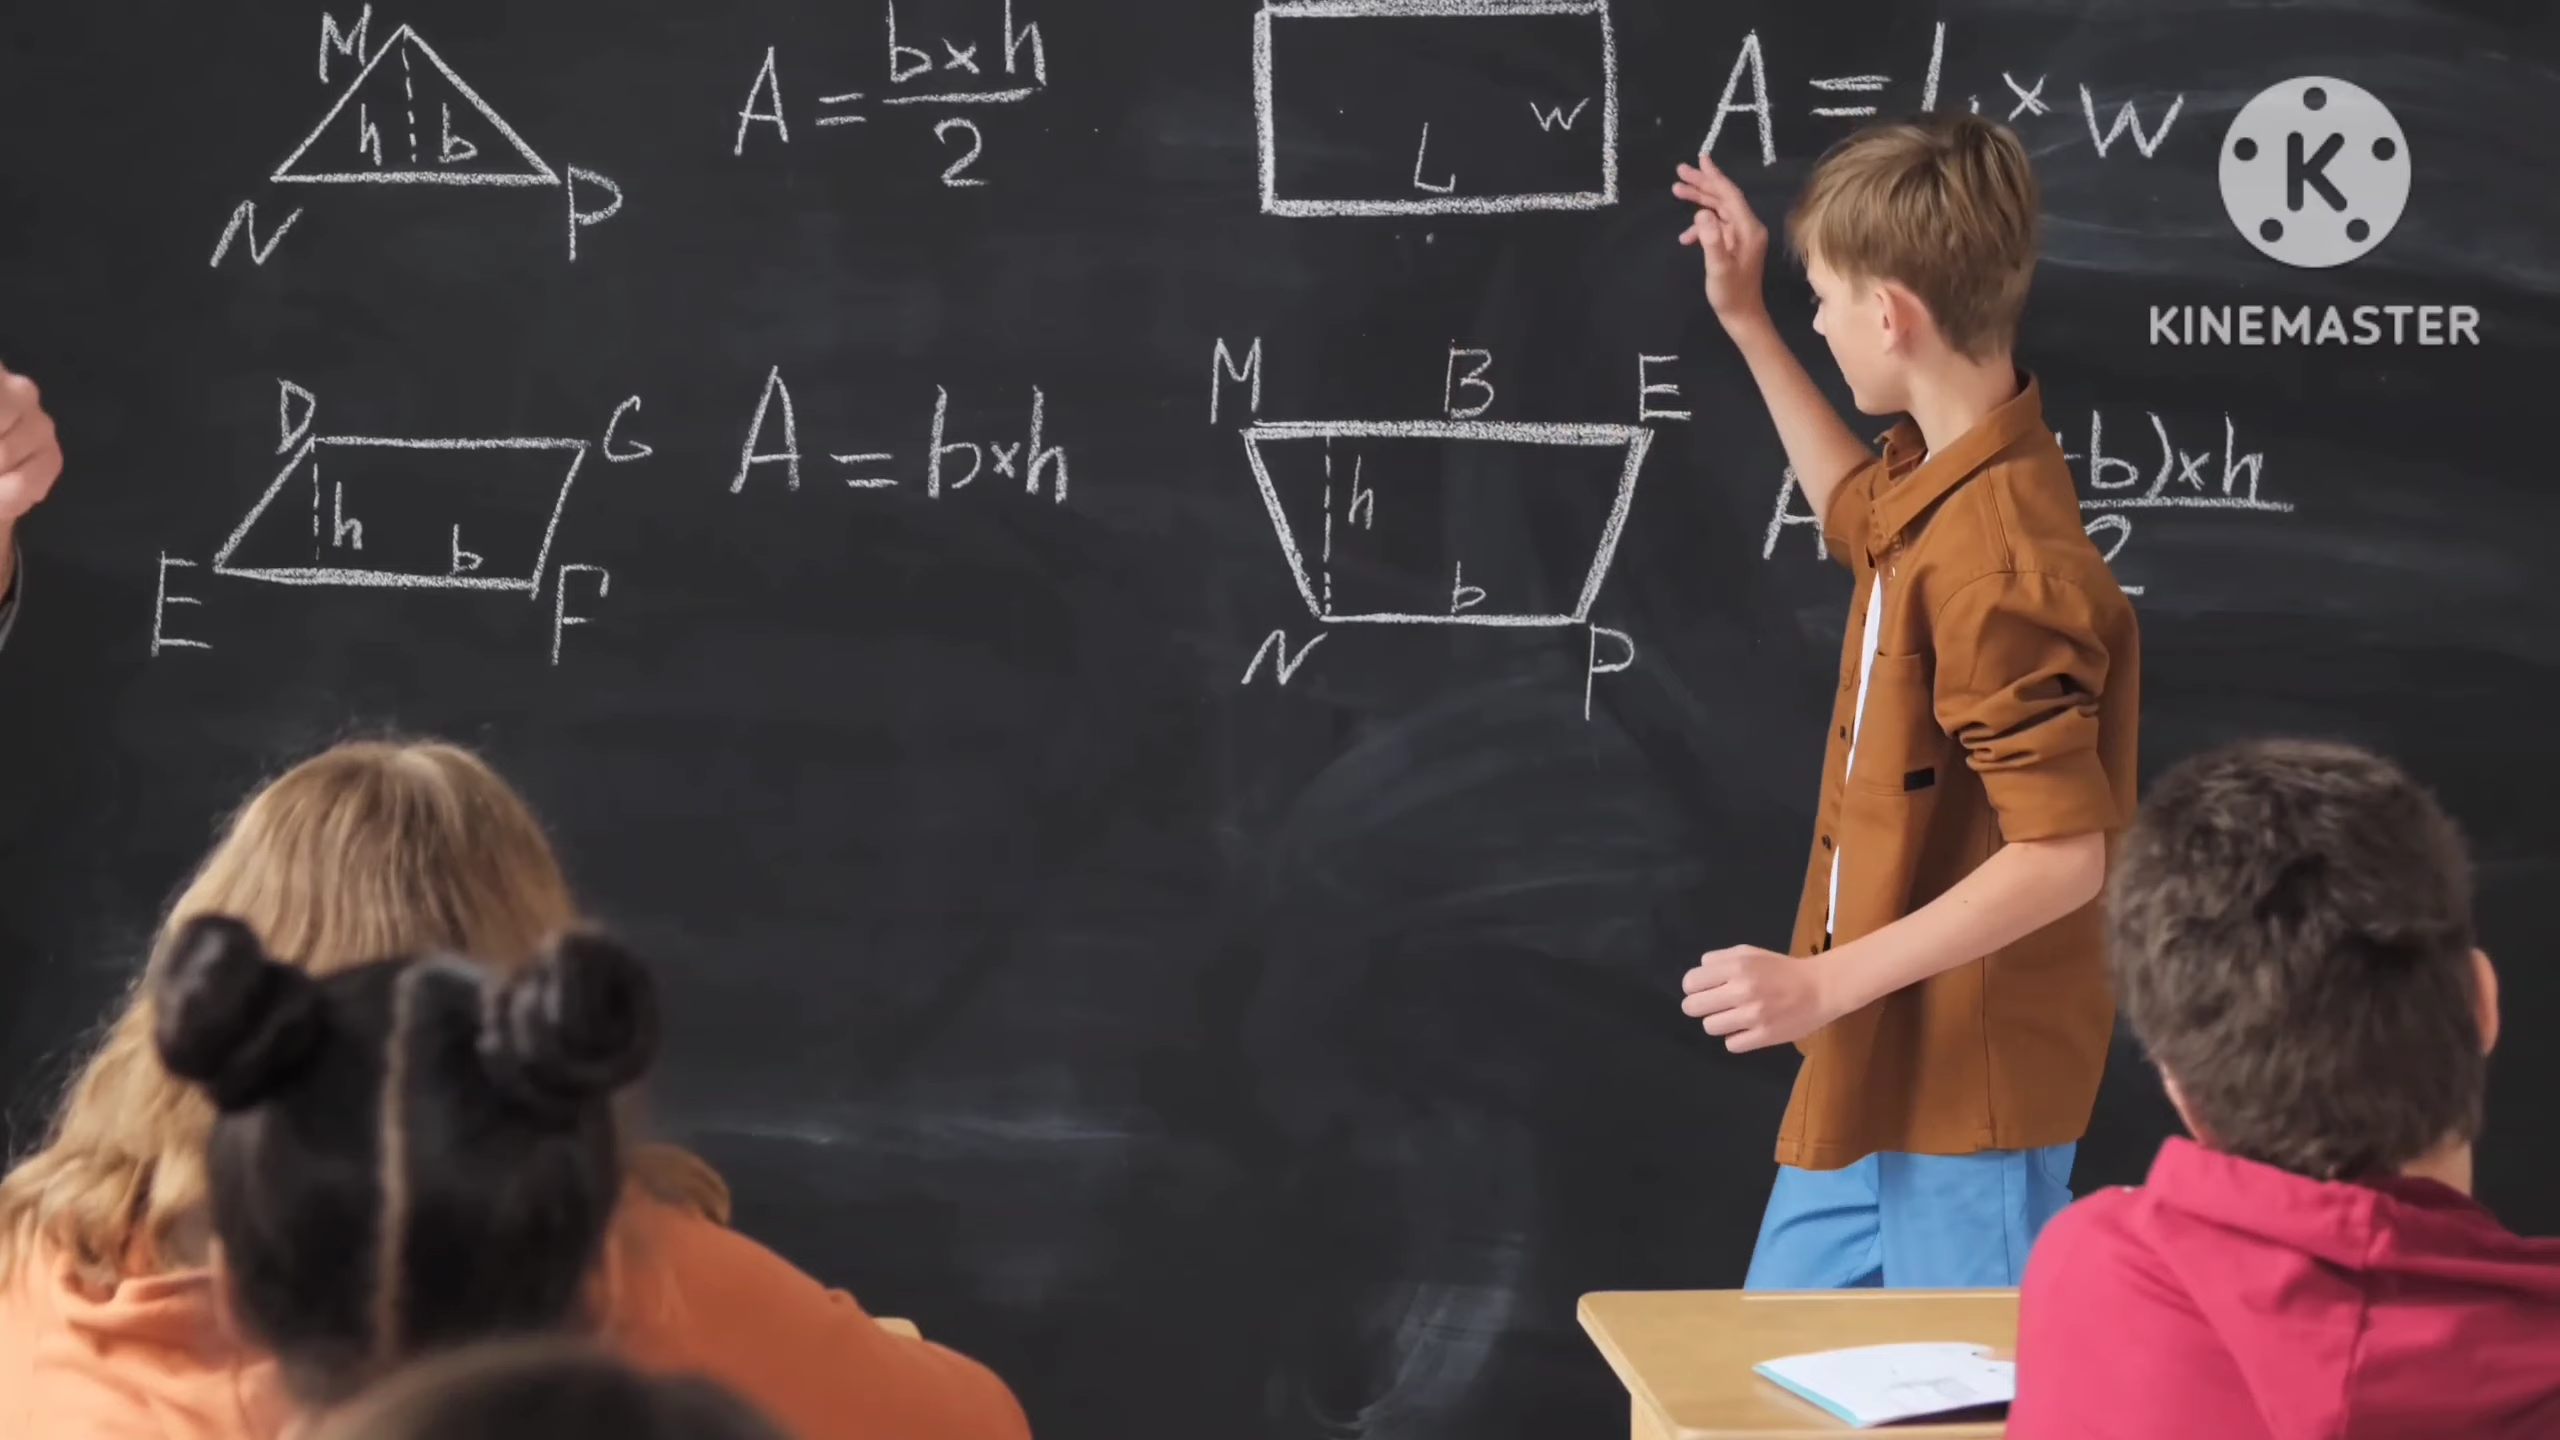 M
h b
N P
A = b×h
2
w
L
A = L × W
K
KINEMASTER
D G
h b
E F
A = b×h
M B E
h
b
N P
A b)×h
2